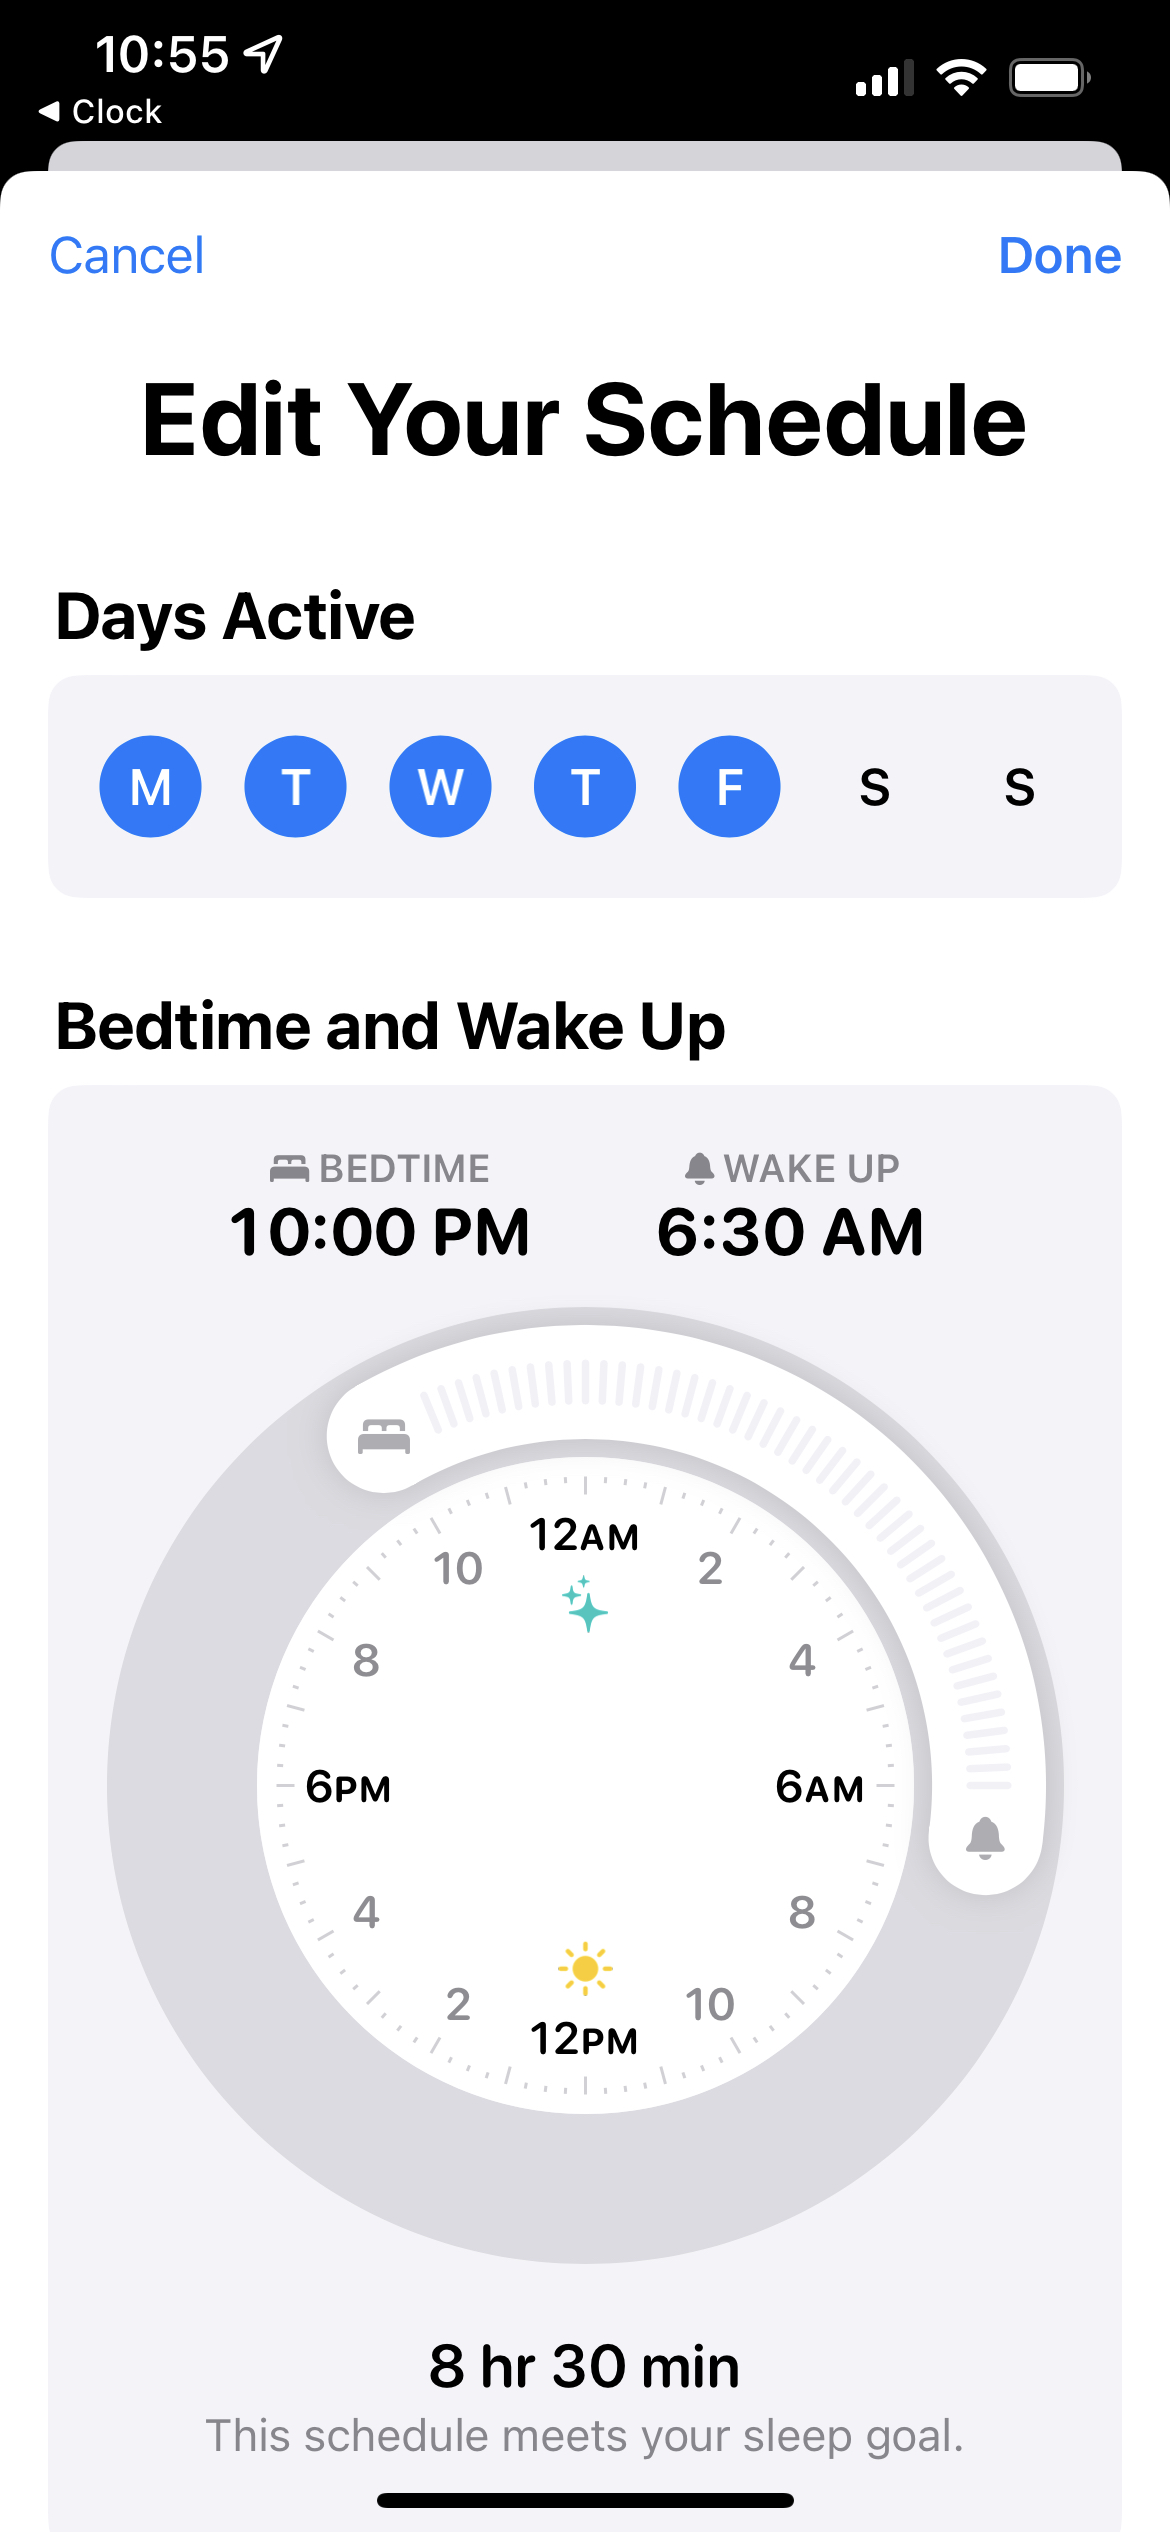 10:55
Clock
Cancel Done
Edit Your Schedule
Days Active
M T W T F S S
Bedtime and Wake Up
BEDTIME WAKE UP
10:00 PM 6:30 AM
12AM
10 2
8 4
6PM 6AM
4 8
2 10
12PM
8 hr 30 min
This schedule meets your sleep goal.